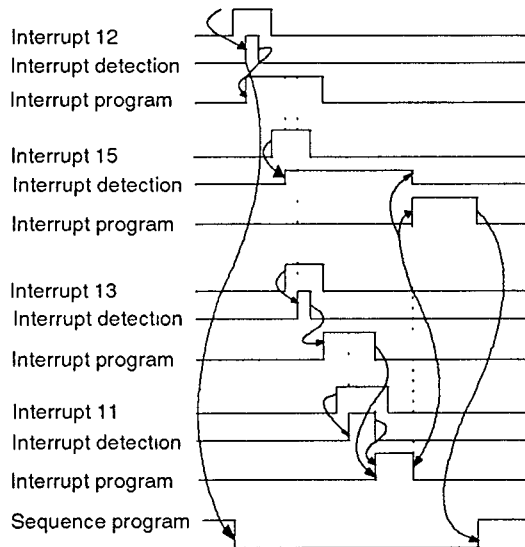 Interrupt 12
Interrupt detection
Interrupt program
Interrupt 15
Interrupt detection
Interrupt program
Interrupt 13
Interrupt detection
Interrupt program
Interrupt 11
Interrupt detection
Interrupt program
Sequence program